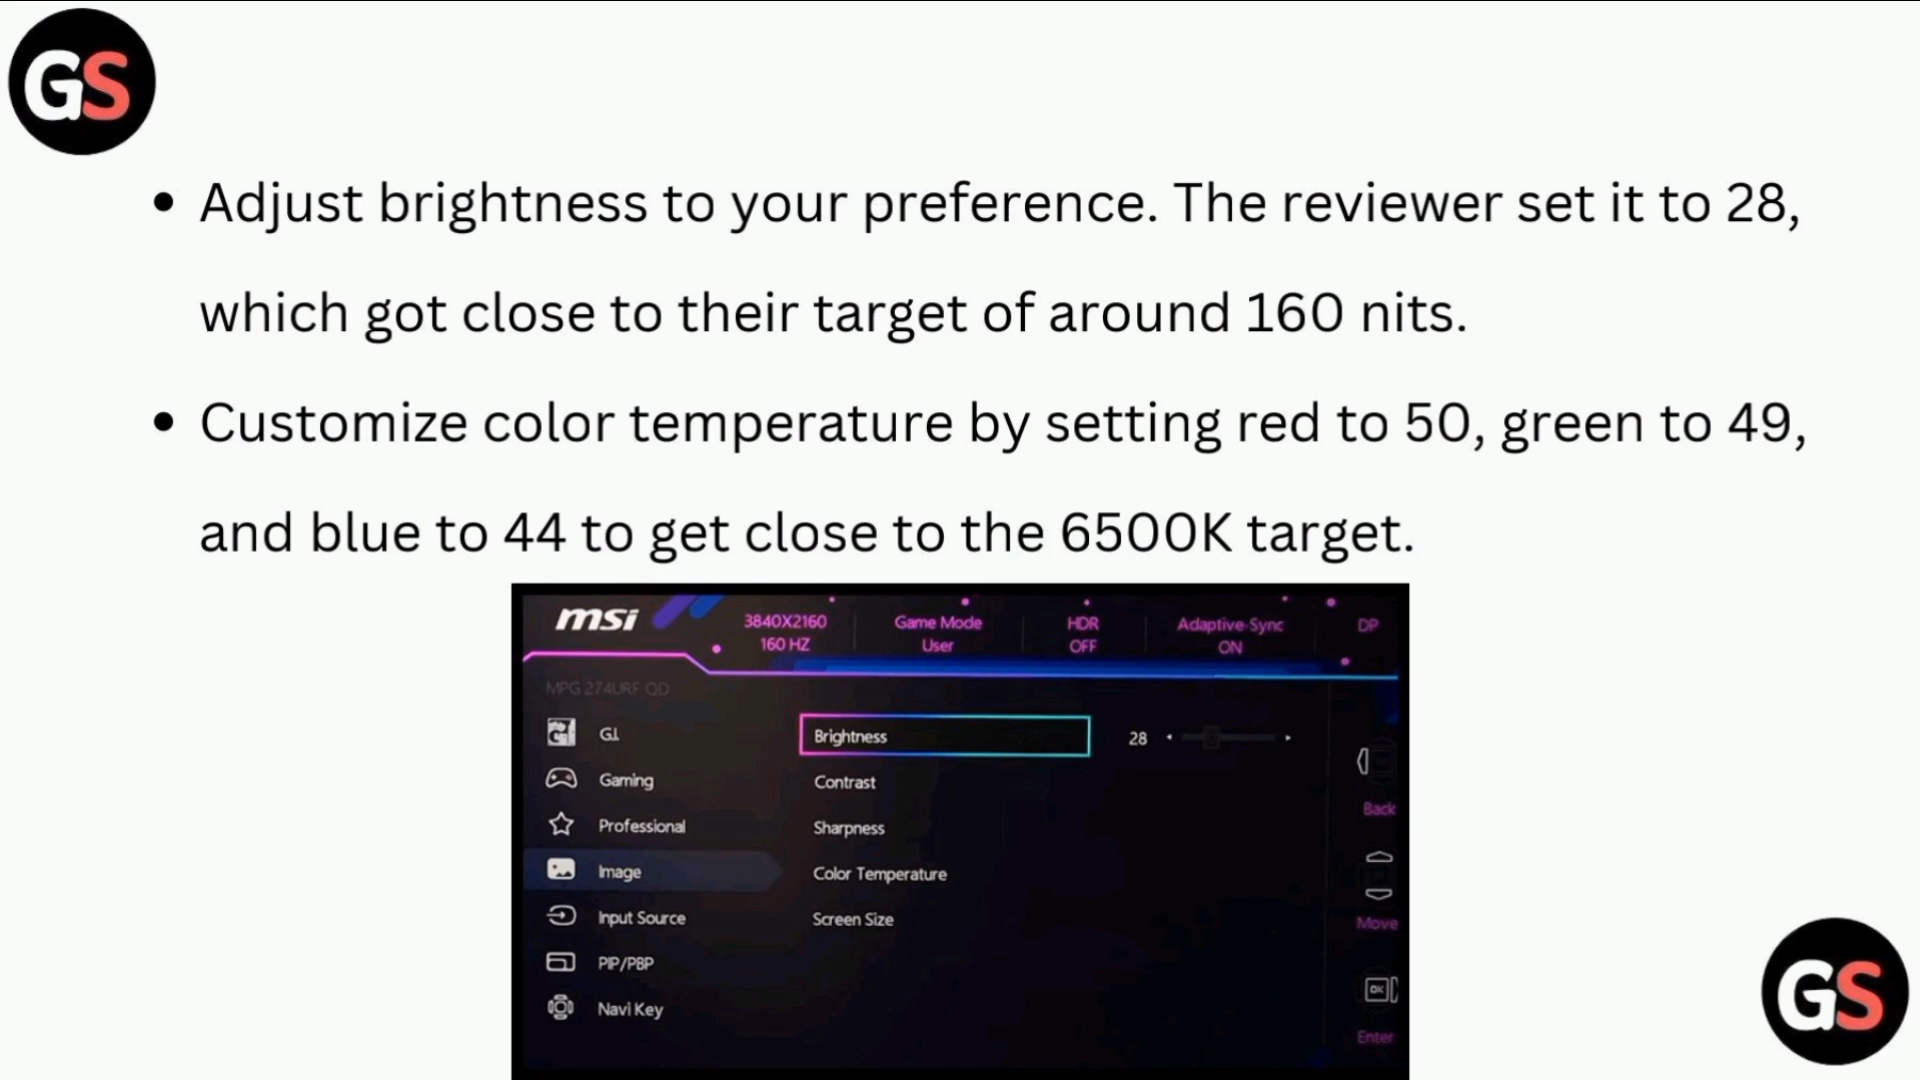 GS
• Adjust brightness to your preference. The reviewer set it to 28,
which got close to their target of around 160 nits.
• Customize color temperature by setting red to 50, green to 49,
and blue to 44 to get close to the 6500K target.
msi
3840X2160 Game Mode HDR Adaptive-Sync DP
160 HZ User OFF ON
MPG 274URF QD
G.I. Brightness 28
Gaming Contrast
Back
Professional Sharpness
Image Color Temperature
Input Source Screen Size
Move
PIP/PBP
OK
Navi Key
Enter
GS